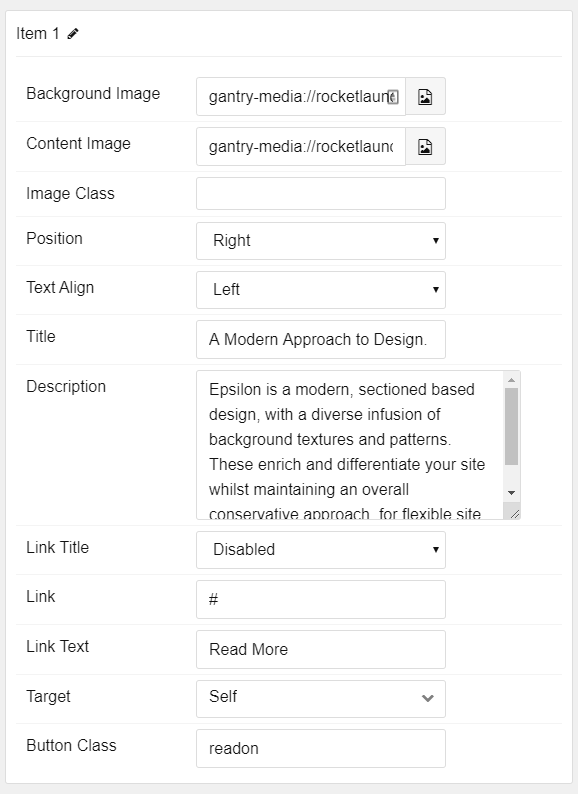 Item 1
Background Image
gantry-media://rocketlaun
Content Image
gantry-media://rocketlaunc
Image Class
Position
Right
Text Align
Left
Title
A Modern Approach to Design.
Description
Epsilon is a modern, sectioned based
design, with a diverse infusion of
background textures and patterns.
These enrich and differentiate your site
whilst maintaining an overall
conservative approach, for flexible site
Link Title
Disabled
Link
#
Link Text
Read More
Target
Self
Button Class
readon